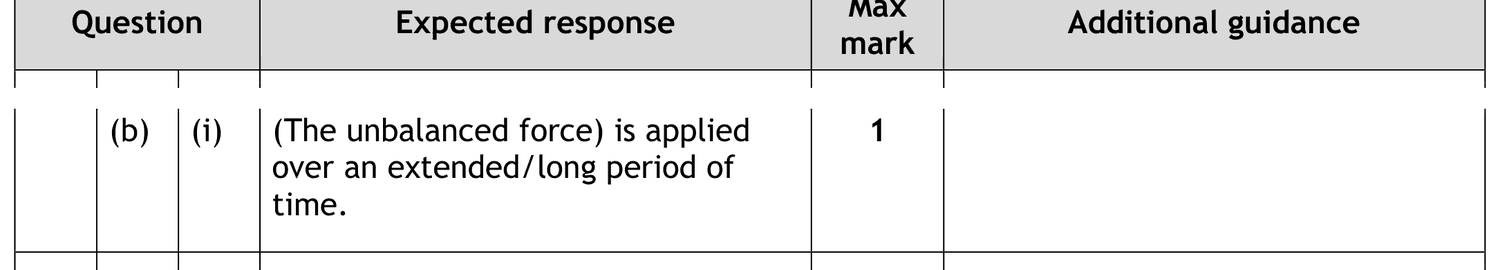 Question Expected response Max mark Additional guidance
(b) (i) (The unbalanced force) is applied 1
over an extended/long period of
time.